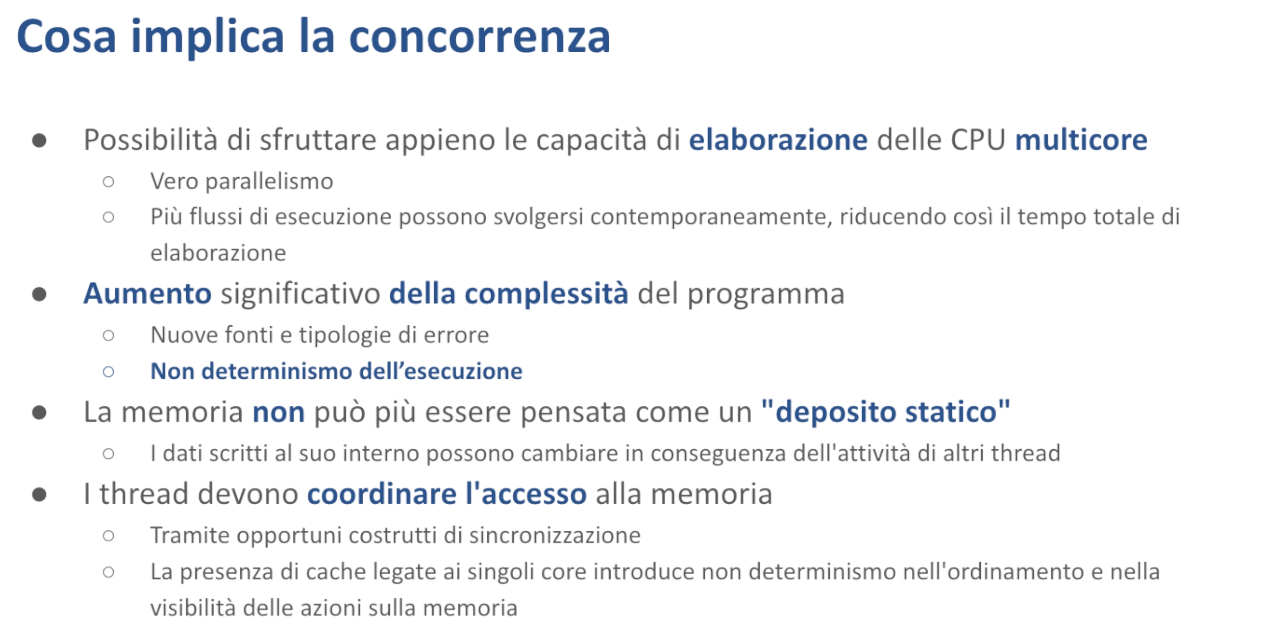 Cosa implica la concorrenza
● Possibilità di sfruttare appieno le capacità di elaborazione delle CPU multicore
○ Vero parallelismo
○ Più flussi di esecuzione possono svolgersi contemporaneamente, riducendo così il tempo totale di
elaborazione
● Aumento significativo della complessità del programma
○ Nuove fonti e tipologie di errore
○ Non determinismo dell’esecuzione
● La memoria non può più essere pensata come un "deposito statico"
○ I dati scritti al suo interno possono cambiare in conseguenza dell'attività di altri thread
● I thread devono coordinare l'accesso alla memoria
○ Tramite opportuni costrutti di sincronizzazione
○ La presenza di cache legate ai singoli core introduce non determinismo nell'ordinamento e nella
visibilità delle azioni sulla memoria